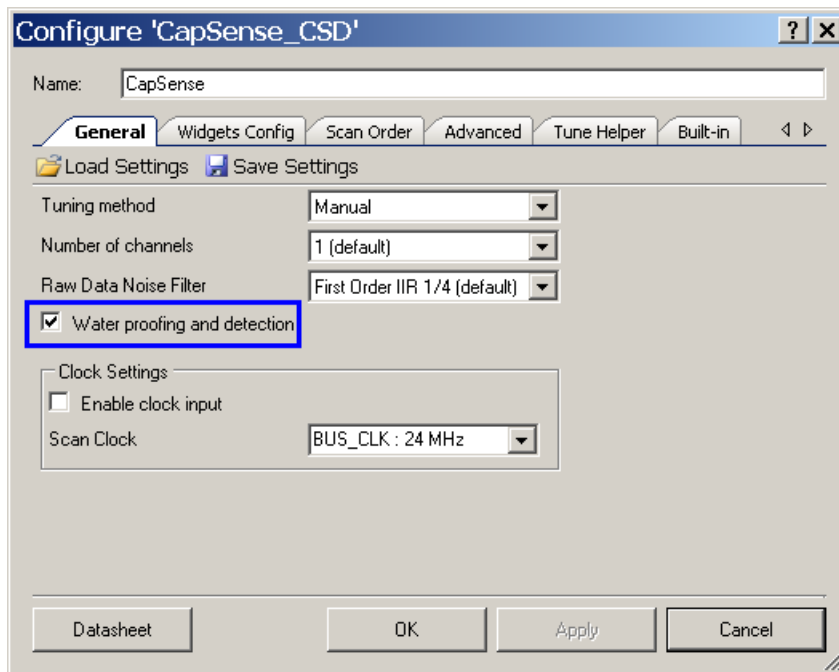 Configure 'CapSense_CSD'
Name: CapSense
General Widgets Config Scan Order Advanced Tune Helper Built-in
Load Settings Save Settings
Tuning method Manual
Number of channels 1 (default)
Raw Data Noise Filter First Order IIR 1/4 (default)
Water proofing and detection
Clock Settings
Enable clock input
Scan Clock BUS_CLK : 24 MHz
Datasheet OK Apply Cancel